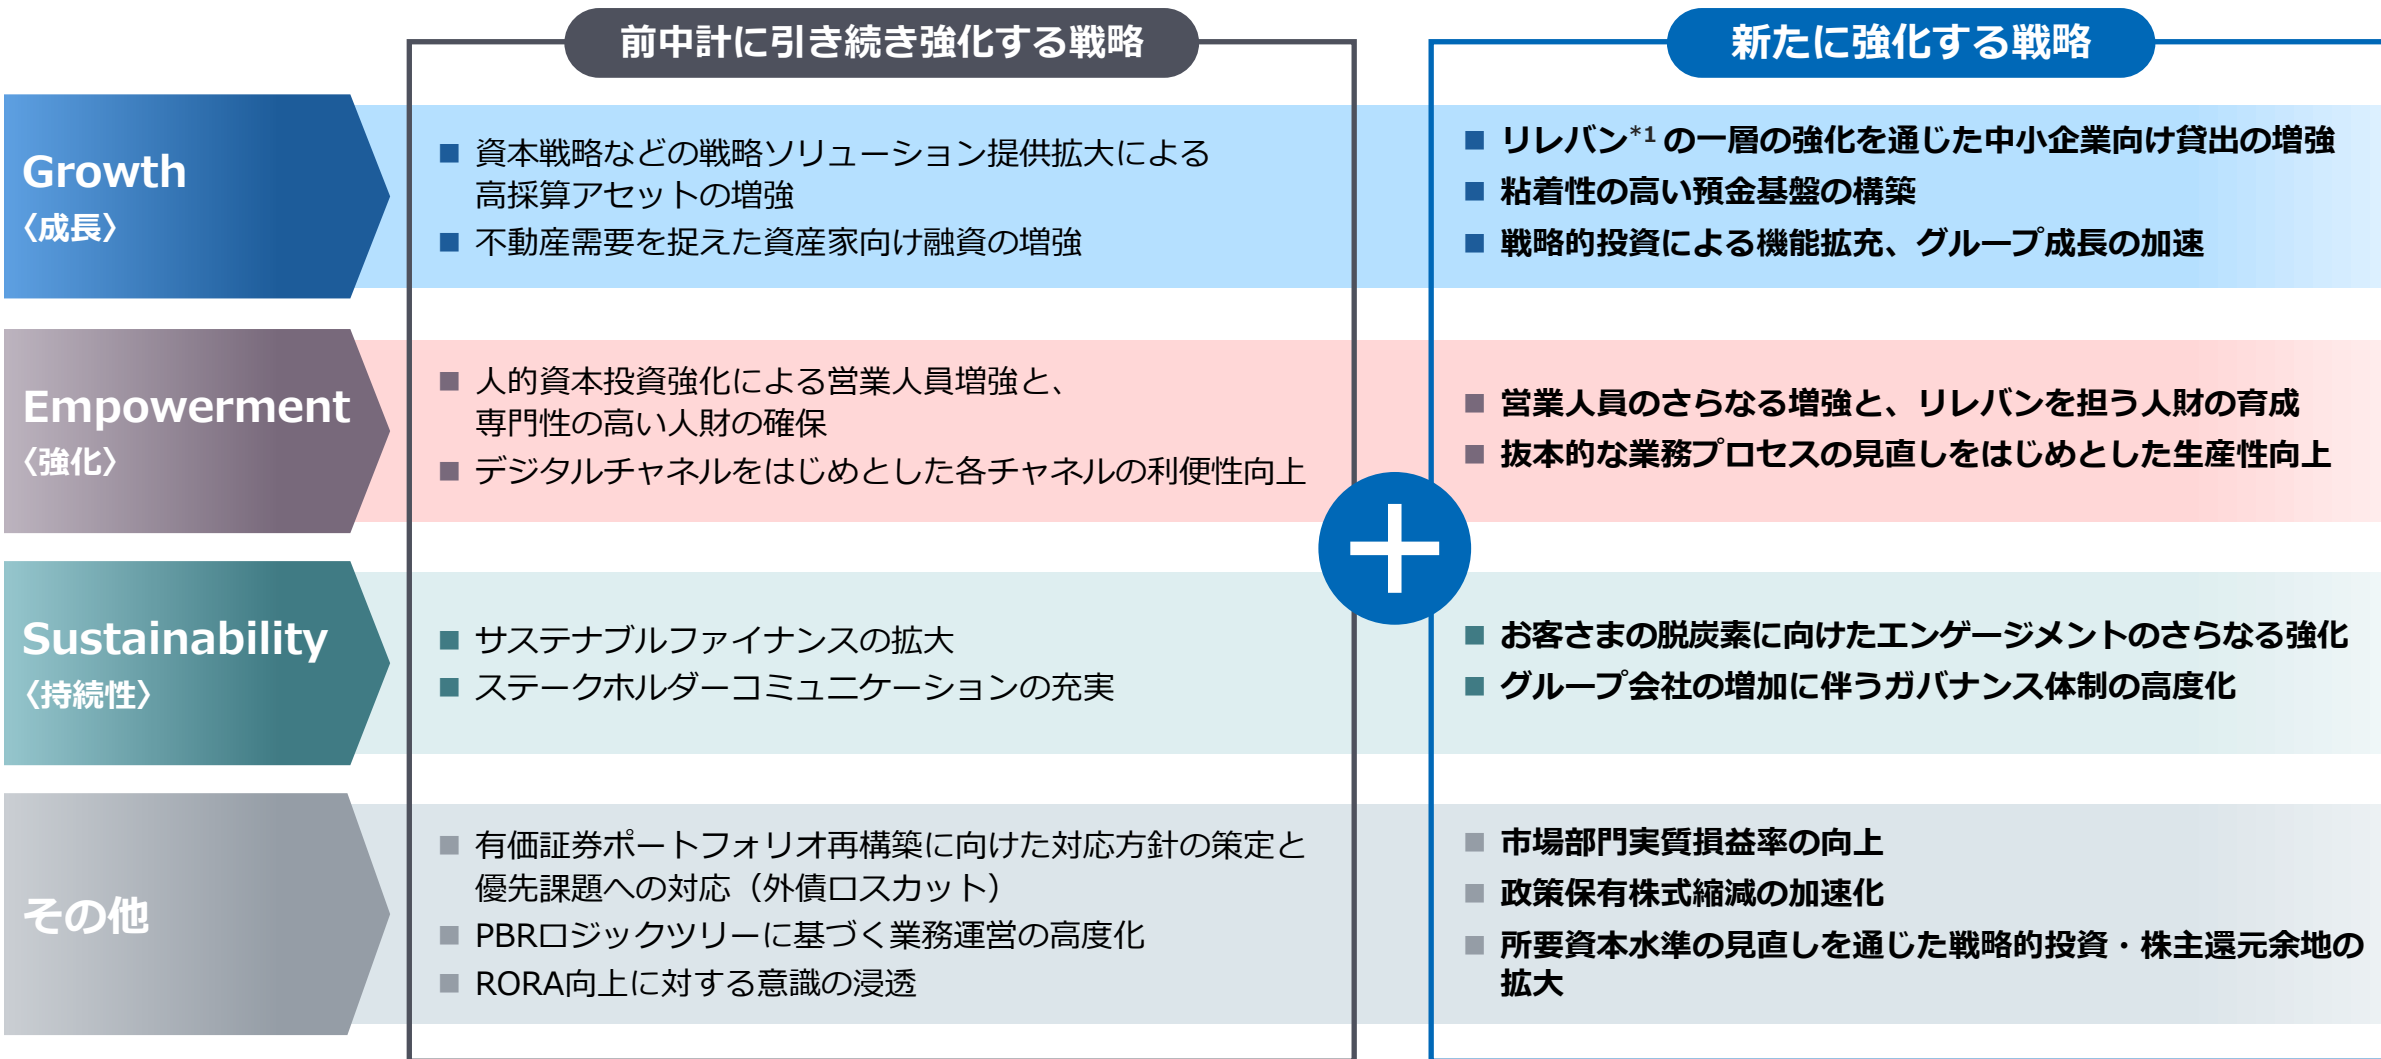 前中計に引き続き強化する戦略
新たに強化する戦略
Growth
〈成長〉
■ 資本戦略などの戦略ソリューション提供拡大による
高採算アセットの増強
■ 不動産需要を捉えた資産家向け融資の増強
■ リレバン*1 の一層の強化を通じた中小企業向け貸出の増強
■ 粘着性の高い預金基盤の構築
■ 戦略的投資による機能拡充、グループ成長の加速
Empowerment
〈強化〉
■ 人的資本投資強化による営業人員増強と、
専門性の高い人財の確保
■ デジタルチャネルをはじめとした各チャネルの利便性向上
■ 営業人員のさらなる増強と、リレバンを担う人財の育成
■ 抜本的な業務プロセスの見直しをはじめとした生産性向上
+
Sustainability
〈持続性〉
■ サステナブルファイナンスの拡大
■ ステークホルダーコミュニケーションの充実
■ お客さまの脱炭素に向けたエンゲージメントのさらなる強化
■ グループ会社の増加に伴うガバナンス体制の高度化
その他
■ 有価証券ポートフォリオ再構築に向けた対応方針の策定と
優先課題への対応（外債ロスカット）
■ PBRロジックツリーに基づく業務運営の高度化
■ RORA向上に対する意識の浸透
■ 市場部門実質損益率の向上
■ 政策保有株式縮減の加速化
■ 所要資本水準の見直しを通じた戦略的投資・株主還元余地の
拡大